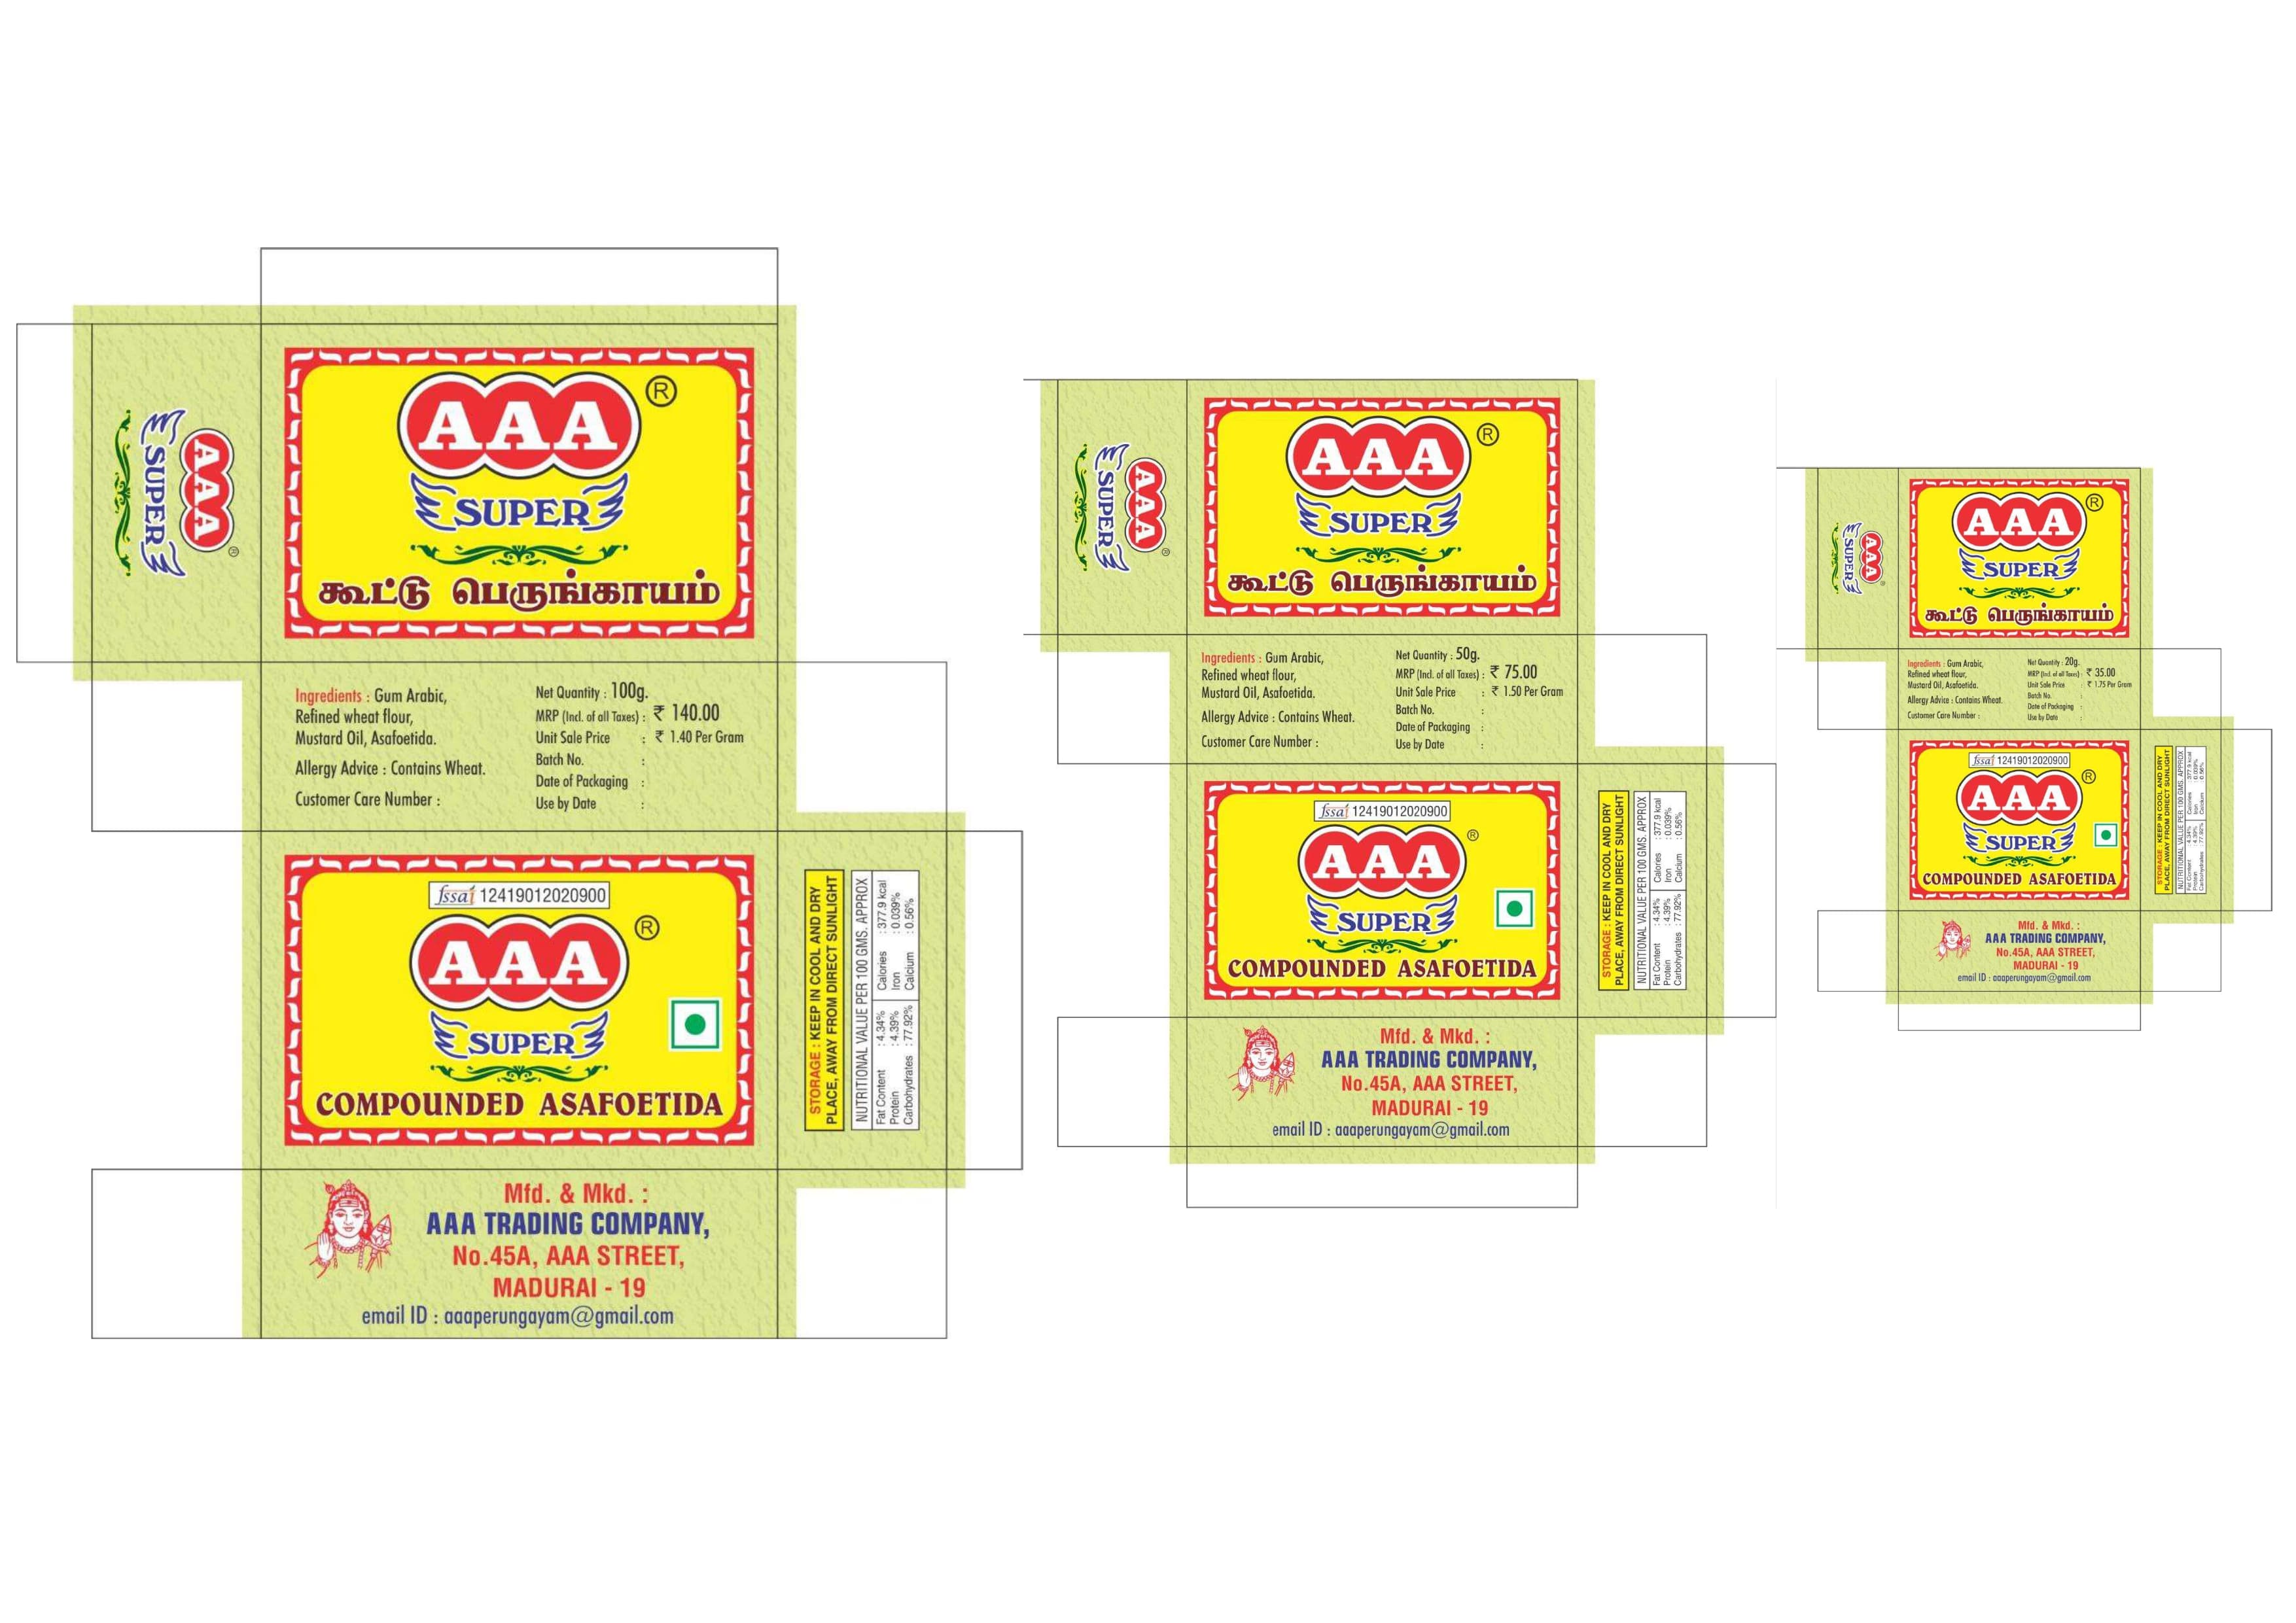 AAA
SUPER
®
AAA ®
SUPER
கூட்டு பெருங்காயம்
Ingredients : Gum Arabic,
Refined wheat flour,
Mustard Oil, Asafoetida.
Allergy Advice : Contains Wheat.
Customer Care Number :
Net Quantity : 100g.
MRP (Incl. of all Taxes) : ₹ 140.00
Unit Sale Price : ₹ 1.40 Per Gram
Batch No. :
Date of Packaging :
Use by Date :
fssai 12419012020900
AAA ®
SUPER
COMPOUNDED ASAFOETIDA
STORAGE : KEEP IN COOL AND DRY
PLACE, AWAY FROM DIRECT SUNLIGHT
NUTRITIONAL VALUE PER 100 GMS. APPROX
Fat Content : 4.34% Calories : 377.9 kcal
Protein : 4.39% Iron : 0.039%
Carbohydrates : 77.92% Calcium : 0.56%
Mfd. & Mkd. :
AAA TRADING COMPANY,
No.45A, AAA STREET,
MADURAI - 19
email ID : aaaperungayam@gmail.com
AAA
SUPER
®
AAA ®
SUPER
கூட்டு பெருங்காயம்
Ingredients : Gum Arabic,
Refined wheat flour,
Mustard Oil, Asafoetida.
Allergy Advice : Contains Wheat.
Customer Care Number :
Net Quantity : 50g.
MRP (Incl. of all Taxes) : ₹ 75.00
Unit Sale Price : ₹ 1.50 Per Gram
Batch No. :
Date of Packaging :
Use by Date :
fssai 12419012020900
AAA ®
SUPER
COMPOUNDED ASAFOETIDA
STORAGE : KEEP IN COOL AND DRY
PLACE, AWAY FROM DIRECT SUNLIGHT
NUTRITIONAL VALUE PER 100 GMS. APPROX
Fat Content : 4.34% Calories : 377.9 kcal
Protein : 4.39% Iron : 0.039%
Carbohydrates : 77.92% Calcium : 0.56%
Mfd. & Mkd. :
AAA TRADING COMPANY,
No.45A, AAA STREET,
MADURAI - 19
email ID : aaaperungayam@gmail.com
AAA
SUPER
®
AAA ®
SUPER
கூட்டு பெருங்காயம்
Ingredients : Gum Arabic,
Refined wheat flour,
Mustard Oil, Asafoetida.
Allergy Advice : Contains Wheat.
Customer Care Number :
Net Quantity : 20g.
MRP (Incl. of all Taxes) : ₹ 35.00
Unit Sale Price : ₹ 1.75 Per Gram
Batch No. :
Date of Packaging :
Use by Date :
fssai 12419012020900
AAA ®
SUPER
COMPOUNDED ASAFOETIDA
STORAGE : KEEP IN COOL AND DRY
PLACE, AWAY FROM DIRECT SUNLIGHT
NUTRITIONAL VALUE PER 100 GMS. APPROX
Fat Content : 4.34% Calories : 377.9 kcal
Protein : 4.39% Iron : 0.039%
Carbohydrates : 77.92% Calcium : 0.56%
Mfd. & Mkd. :
AAA TRADING COMPANY,
No.45A, AAA STREET,
MADURAI - 19
email ID : aaaperungayam@gmail.com